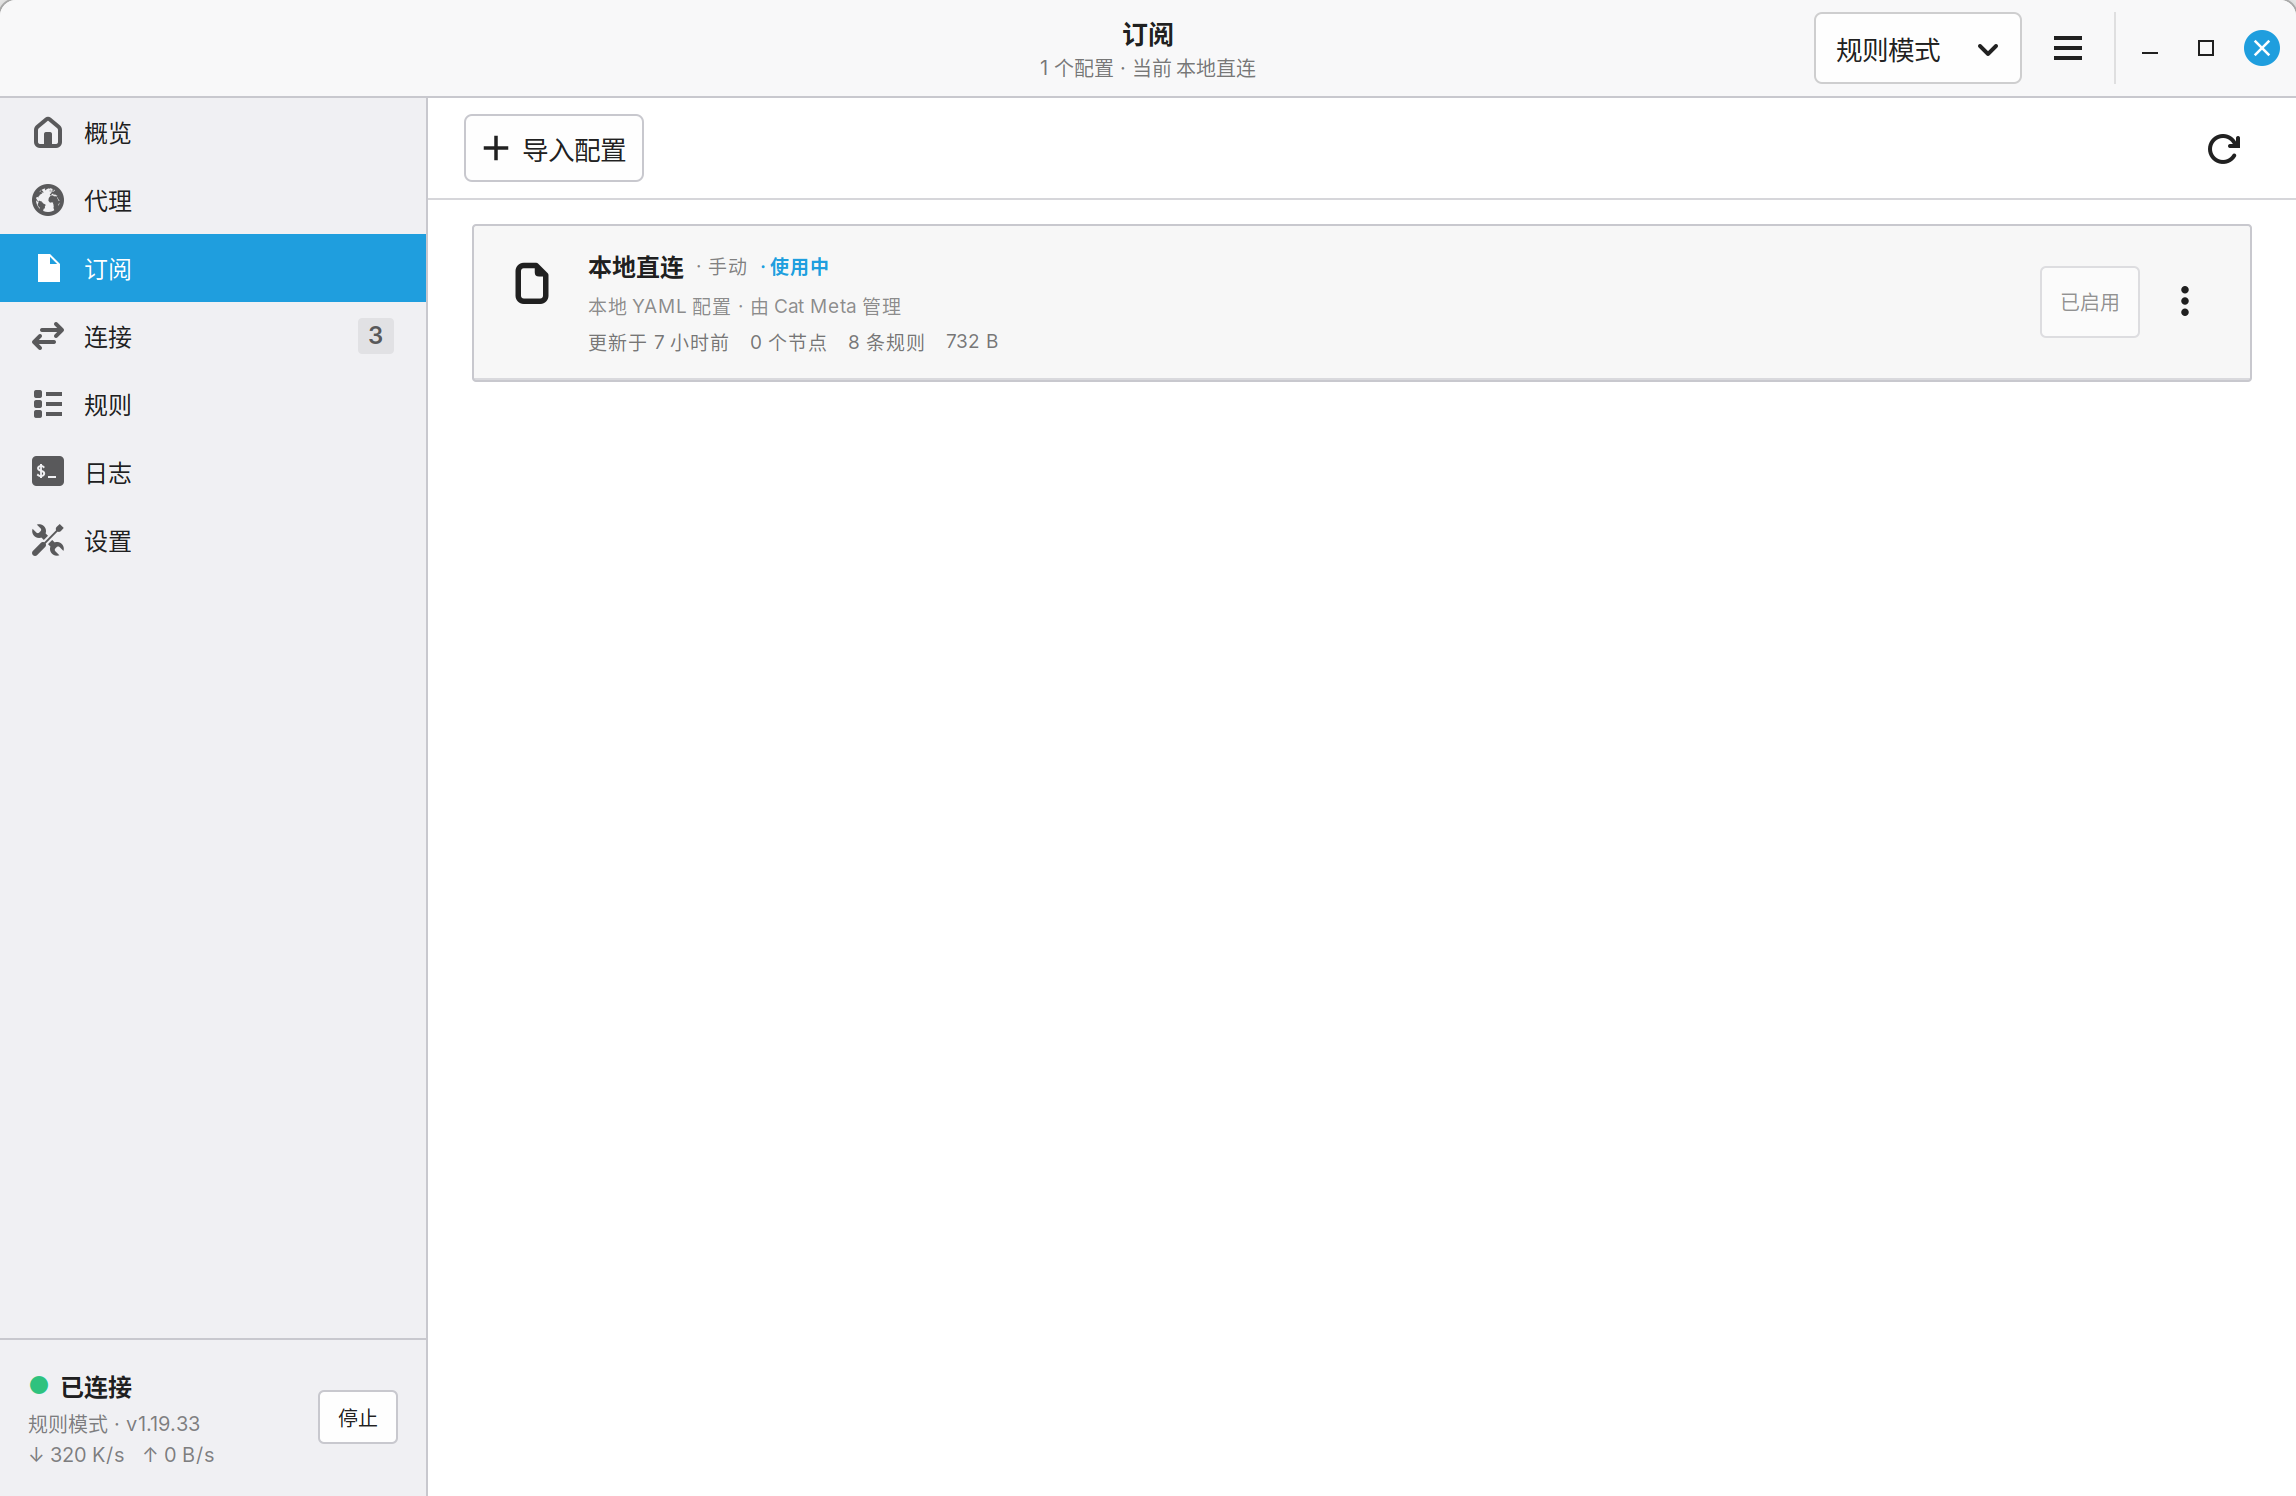 订阅
1 个配置 · 当前 本地直连
规则模式
概览
代理
订阅
连接
3
规则
日志
$_
设置
导入配置
本地直连 · 手动 · 使用中
本地 YAML 配置 · 由 Cat Meta 管理
更新于 7 小时前 0 个节点 8 条规则 732 B
已启用
已连接
规则模式 · v1.19.33
↓ 320 K/s ↑ 0 B/s
停止